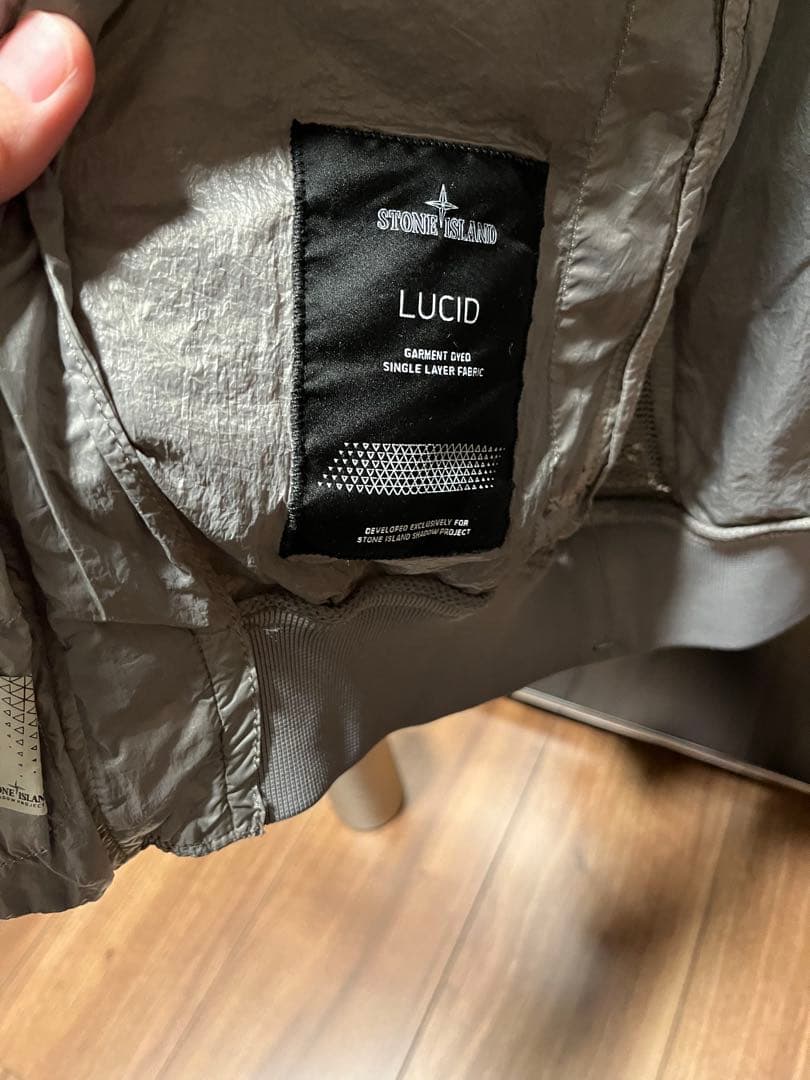 STONE ISLAND
LUCID
GARMENT DYED
SINGLE LAYER FABRIC
DEVELOPED EXCLUSIVELY FOR
STONE ISLAND SHADOW PROJECT